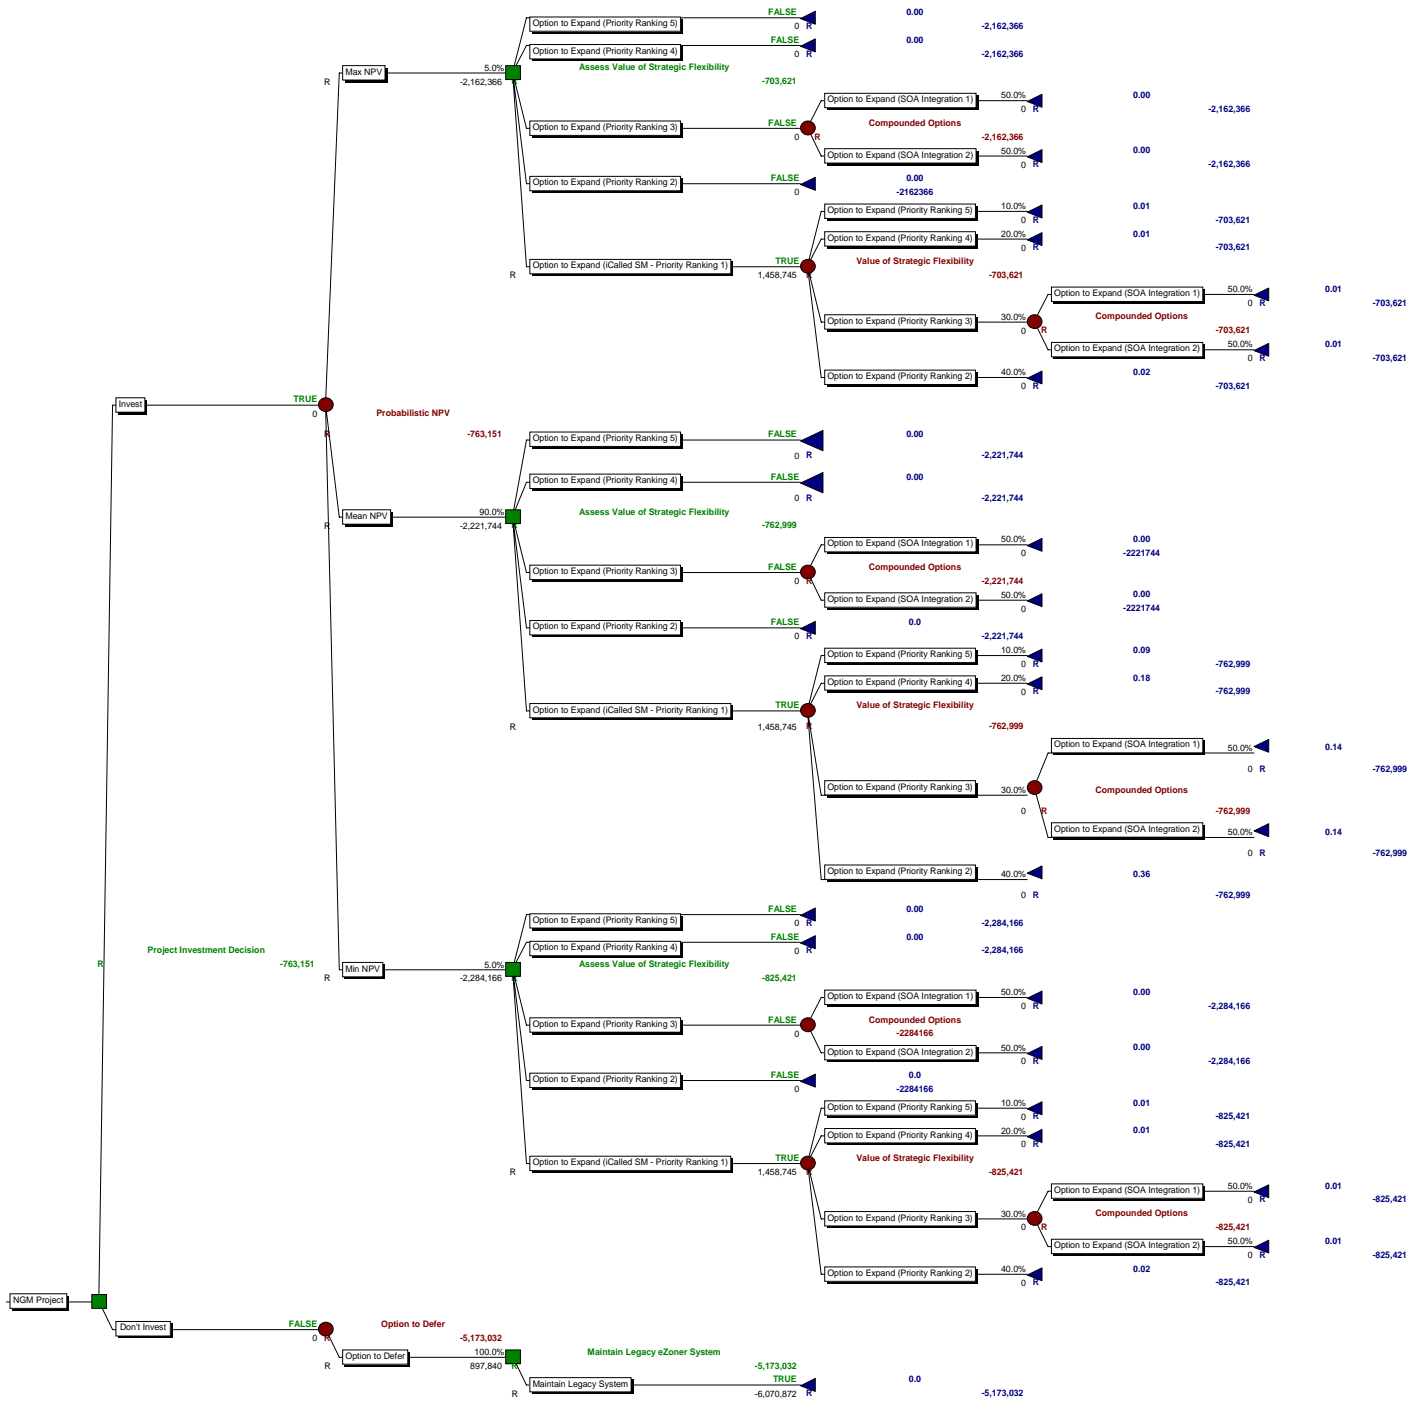 FALSE 0.00
Option to Expand (Priority Ranking 5)
0 R -2,162,366
FALSE 0.00
Option to Expand (Priority Ranking 4)
0 R -2,162,366
Max NPV 5.0% Assess Value of Strategic Flexibility
R -2,162,366 -703,621
Option to Expand (SOA Integration 1) 50.0% 0.00
0 R -2,162,366
Option to Expand (Priority Ranking 3) FALSE Compounded Options
0 R -2,162,366
Option to Expand (SOA Integration 2) 50.0% 0.00
0 R -2,162,366
Option to Expand (Priority Ranking 2) FALSE 0.00
0 -2162366
Option to Expand (Priority Ranking 5) 10.0% 0.01
0 R -703,621
Option to Expand (Priority Ranking 4) 20.0% 0.01
0 R -703,621
Option to Expand (iCalled SM - Priority Ranking 1) TRUE Value of Strategic Flexibility
R 1,458,745 -703,621
Option to Expand (SOA Integration 1) 50.0% 0.01
0 R -703,621
Option to Expand (Priority Ranking 3) 30.0% Compounded Options
0 R -703,621
Option to Expand (SOA Integration 2) 50.0% 0.01
0 R -703,621
Option to Expand (Priority Ranking 2) 40.0% 0.02
0 R -703,621
Invest TRUE Probabilistic NPV
0
R -763,151
Option to Expand (Priority Ranking 5) FALSE 0.00
0 R -2,221,744
Option to Expand (Priority Ranking 4) FALSE 0.00
0 R -2,221,744
Mean NPV 90.0% Assess Value of Strategic Flexibility
R -2,221,744 -762,999
Option to Expand (SOA Integration 1) 50.0% 0.00
0 -2221744
Option to Expand (Priority Ranking 3) FALSE Compounded Options
0 R -2,221,744
Option to Expand (SOA Integration 2) 50.0% 0.00
0 -2221744
Option to Expand (Priority Ranking 2) FALSE 0.0
0 R -2,221,744
Option to Expand (Priority Ranking 5) 10.0% 0.09
0 R -762,999
Option to Expand (Priority Ranking 4) 20.0% 0.18
0 R -762,999
Option to Expand (iCalled SM - Priority Ranking 1) TRUE Value of Strategic Flexibility
R 1,458,745 R -762,999
Option to Expand (SOA Integration 1) 50.0% 0.14
0 R -762,999
Option to Expand (Priority Ranking 3) 30.0% Compounded Options
0 R -762,999
Option to Expand (SOA Integration 2) 50.0% 0.14
0 R -762,999
Option to Expand (Priority Ranking 2) 40.0% 0.36
0 R -762,999
Option to Expand (Priority Ranking 5) FALSE 0.00
0 R -2,284,166
Option to Expand (Priority Ranking 4) FALSE 0.00
0 R -2,284,166
Project Investment Decision
R -763,151
Min NPV 5.0% Assess Value of Strategic Flexibility
R -2,284,166 -825,421
Option to Expand (SOA Integration 1) 50.0% 0.00
0 R -2,284,166
Option to Expand (Priority Ranking 3) FALSE Compounded Options
0 -2284166
Option to Expand (SOA Integration 2) 50.0% 0.00
0 R -2,284,166
Option to Expand (Priority Ranking 2) FALSE 0.0
0 -2284166
Option to Expand (Priority Ranking 5) 10.0% 0.01
0 R -825,421
Option to Expand (Priority Ranking 4) 20.0% 0.01
0 R -825,421
Option to Expand (iCalled SM - Priority Ranking 1) TRUE Value of Strategic Flexibility
R 1,458,745 -825,421
Option to Expand (SOA Integration 1) 50.0% 0.01
0 R -825,421
Option to Expand (Priority Ranking 3) 30.0% Compounded Options
0 R -825,421
Option to Expand (SOA Integration 2) 50.0% 0.01
0 R -825,421
Option to Expand (Priority Ranking 2) 40.0% 0.02
0 R -825,421
NGM Project
Don't Invest FALSE Option to Defer
0 R -5,173,032
Option to Defer 100.0% Maintain Legacy eZoner System
R 897,840 R -5,173,032
Maintain Legacy System TRUE 0.0
R -6,070,872 R -5,173,032